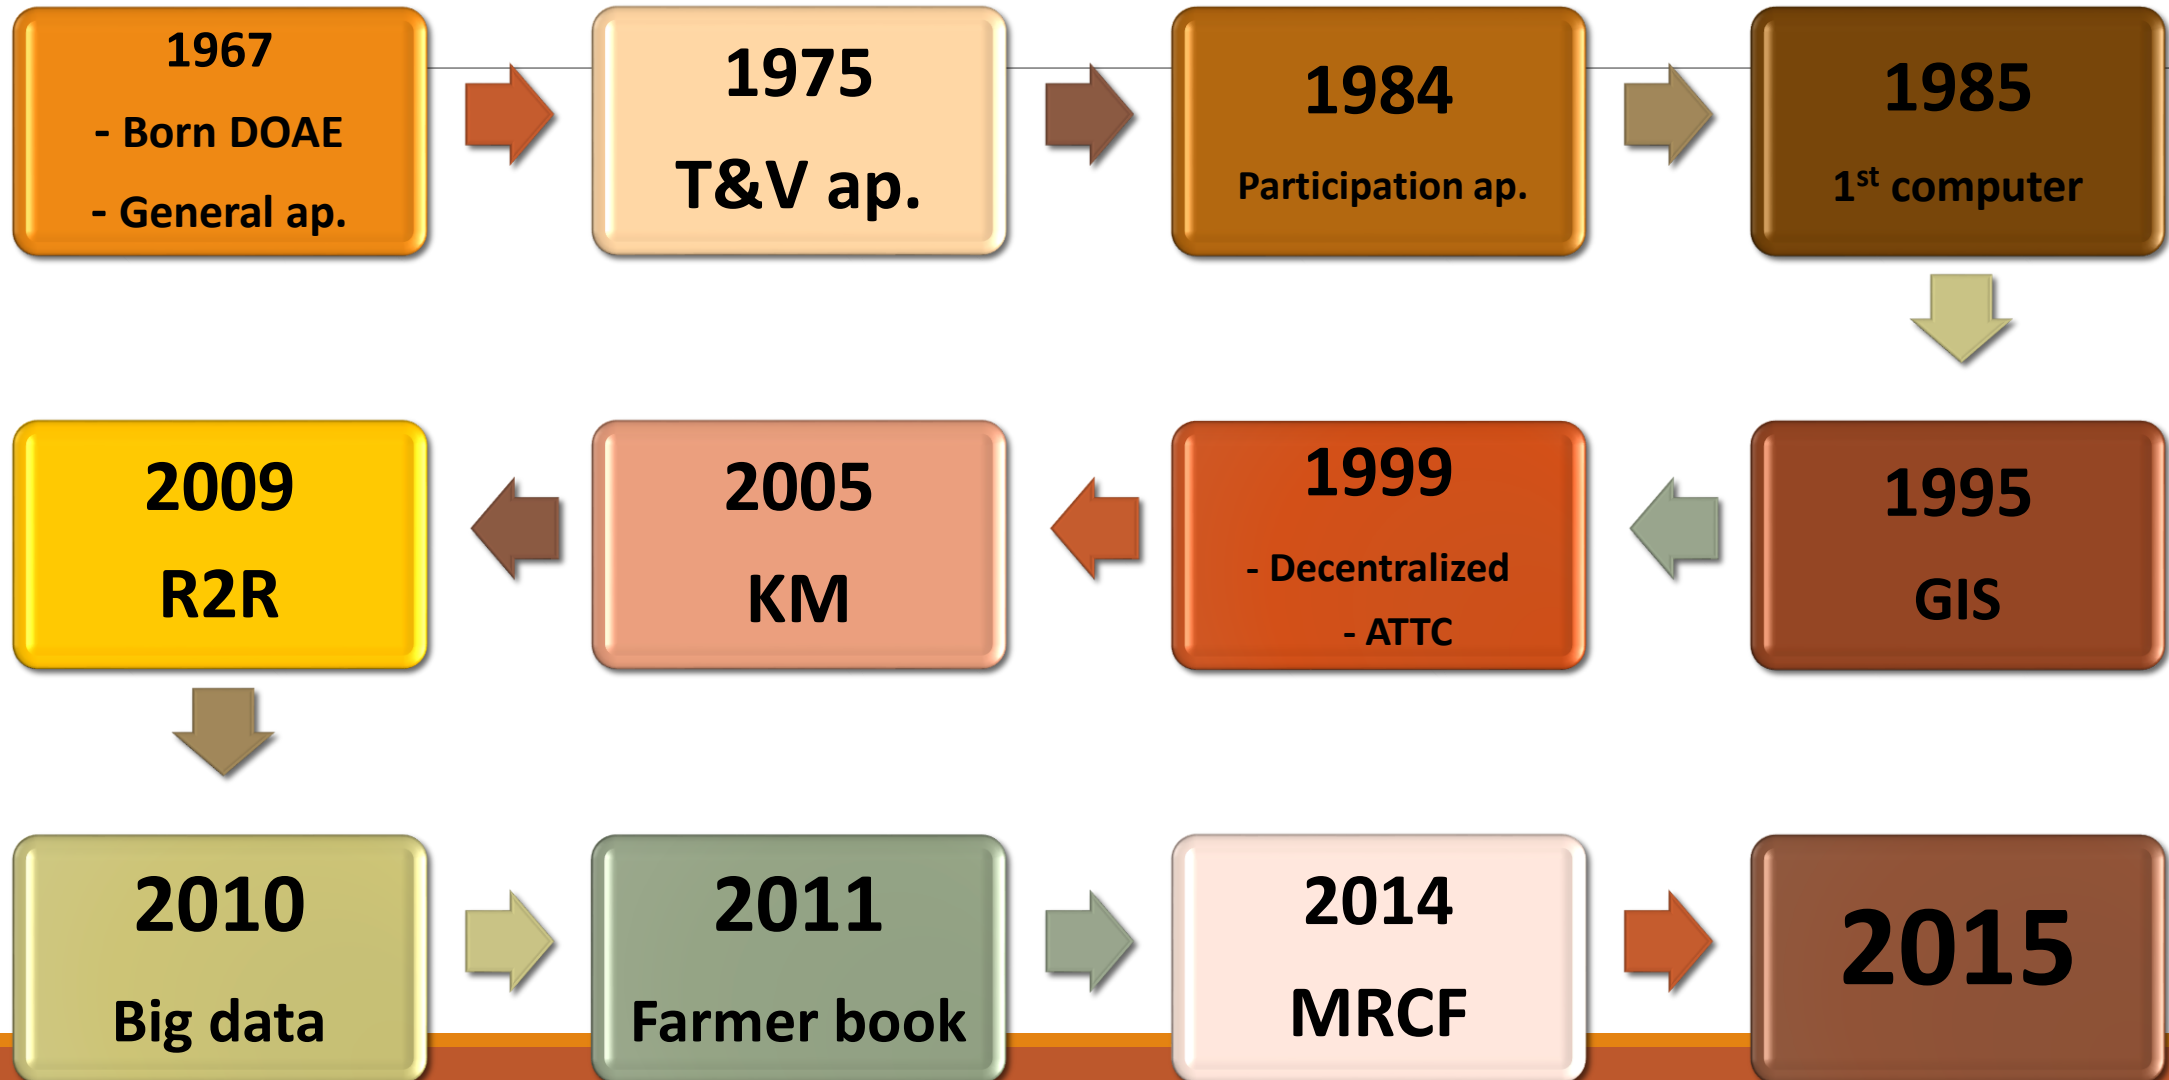 1967
- Born DOAE
- General ap.
1975
T&V ap.
1984
Participation ap.
1985
1st computer
1995
GIS
1999
- Decentralized
- ATTC
2005
KM
2009
R2R
2010
Big data
2011
Farmer book
2014
MRCF
2015